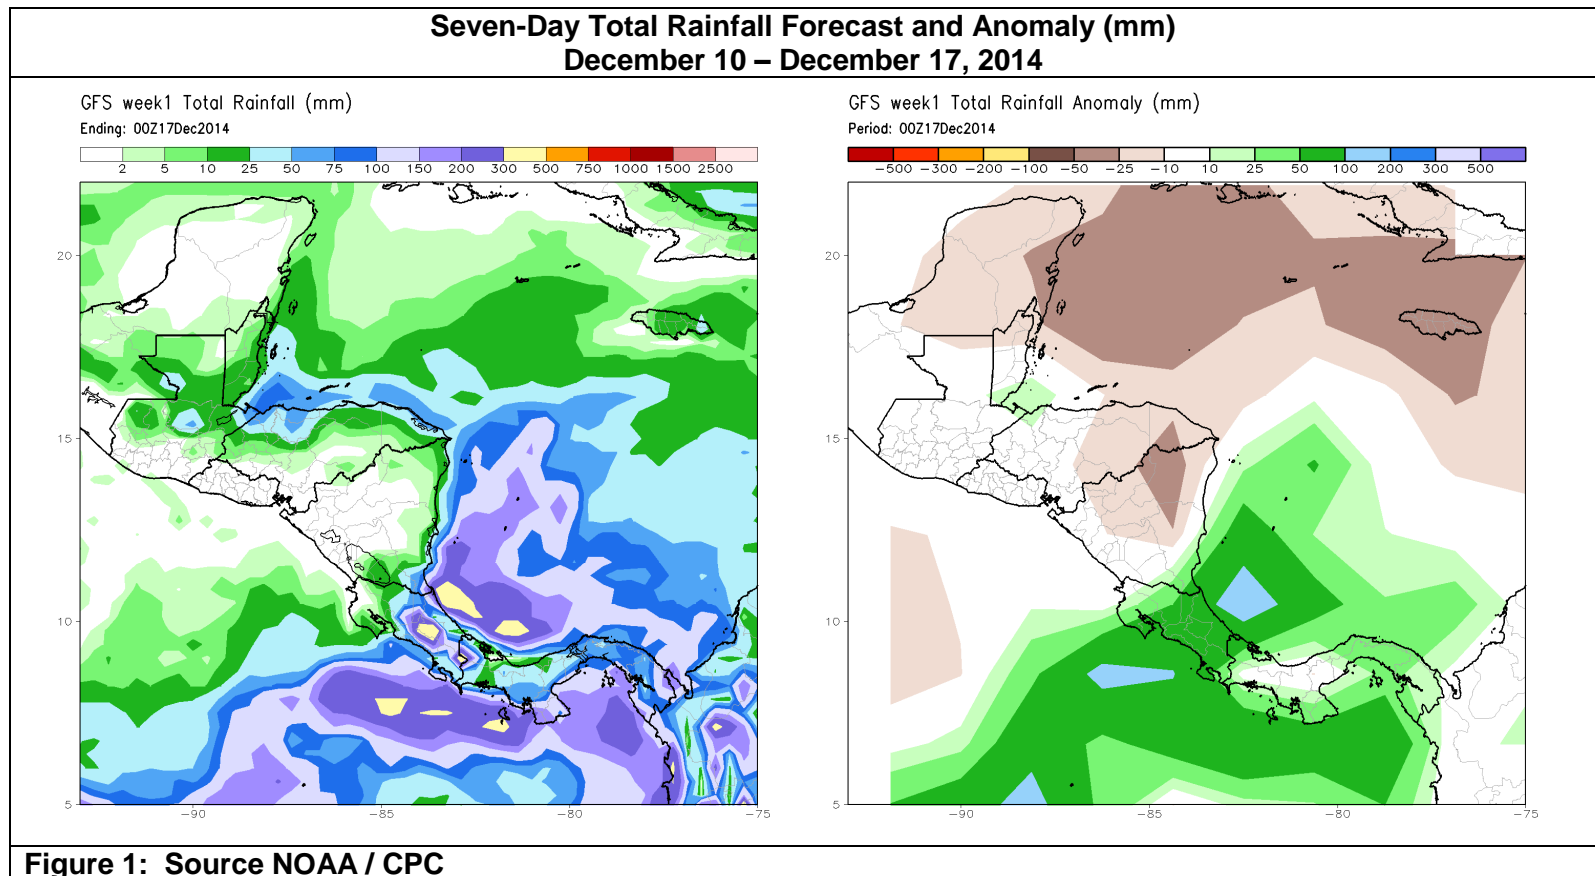 Seven-Day Total Rainfall Forecast and Anomaly (mm)
December 10 – December 17, 2014
GFS week1 Total Rainfall (mm)
Ending: 00Z17Dec2014
2 5 10 25 50 75 100 150 200 300 500 750 1000 1500 2500
20
15
10
5
-90 -85 -80 -75
GFS week1 Total Rainfall Anomaly (mm)
Period: 00Z17Dec2014
-500 -300 -200 -100 -50 -25 -10 10 25 50 100 200 300 500
20
15
10
5
-90 -85 -80 -75
Figure 1: Source NOAA / CPC